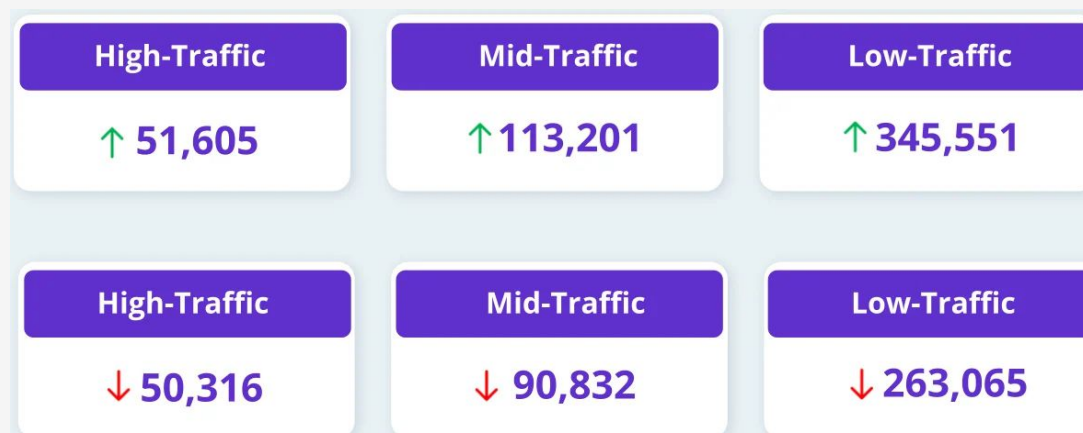 High-Traffic Mid-Traffic Low-Traffic
↑ 51,605 ↑ 113,201 ↑ 345,551
High-Traffic Mid-Traffic Low-Traffic
↓ 50,316 ↓ 90,832 ↓ 263,065